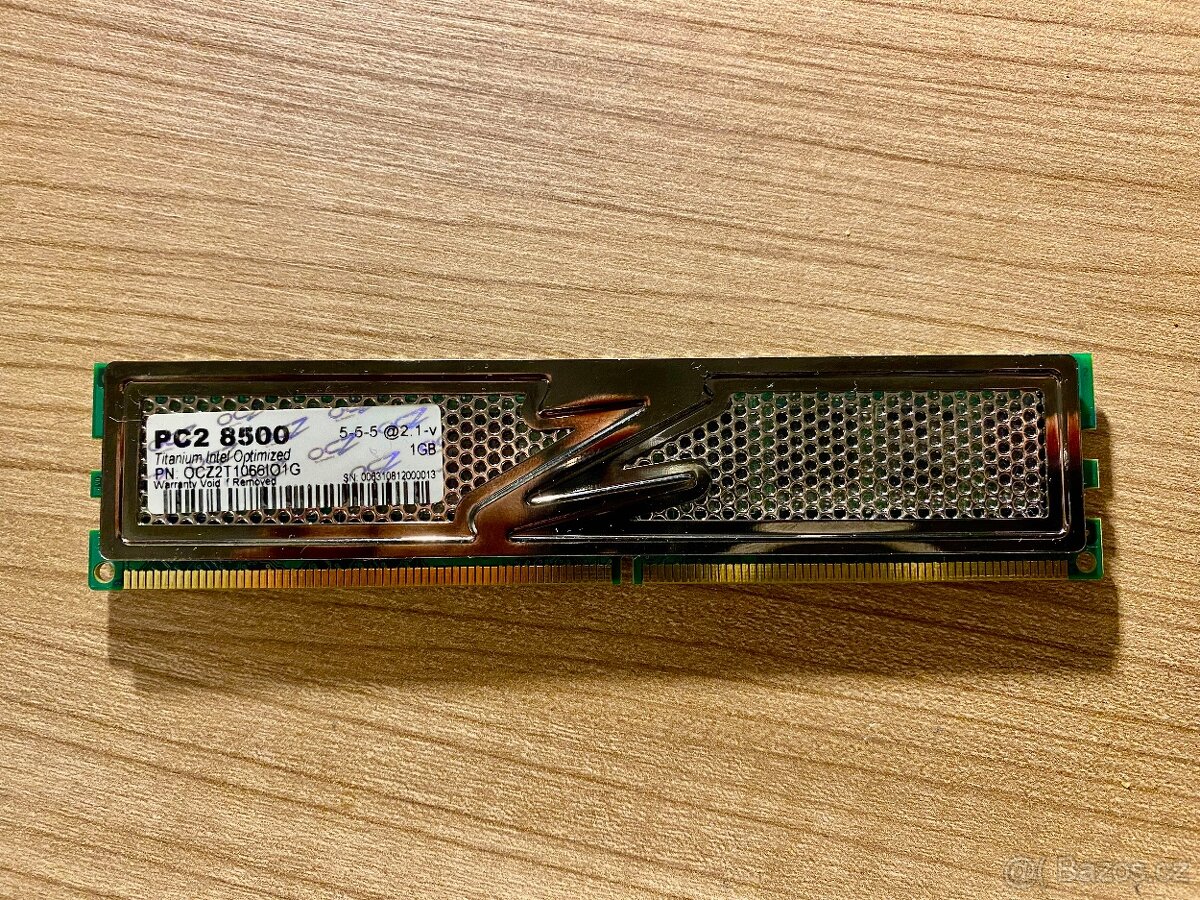 PC2 8500
5-5-5 @2.1-v
Titanium Intel Optimized
1GB
PN. OCZ2T1066IO1G
Warranty Void if Removed
SN: 006310812000013
Bazos.cz